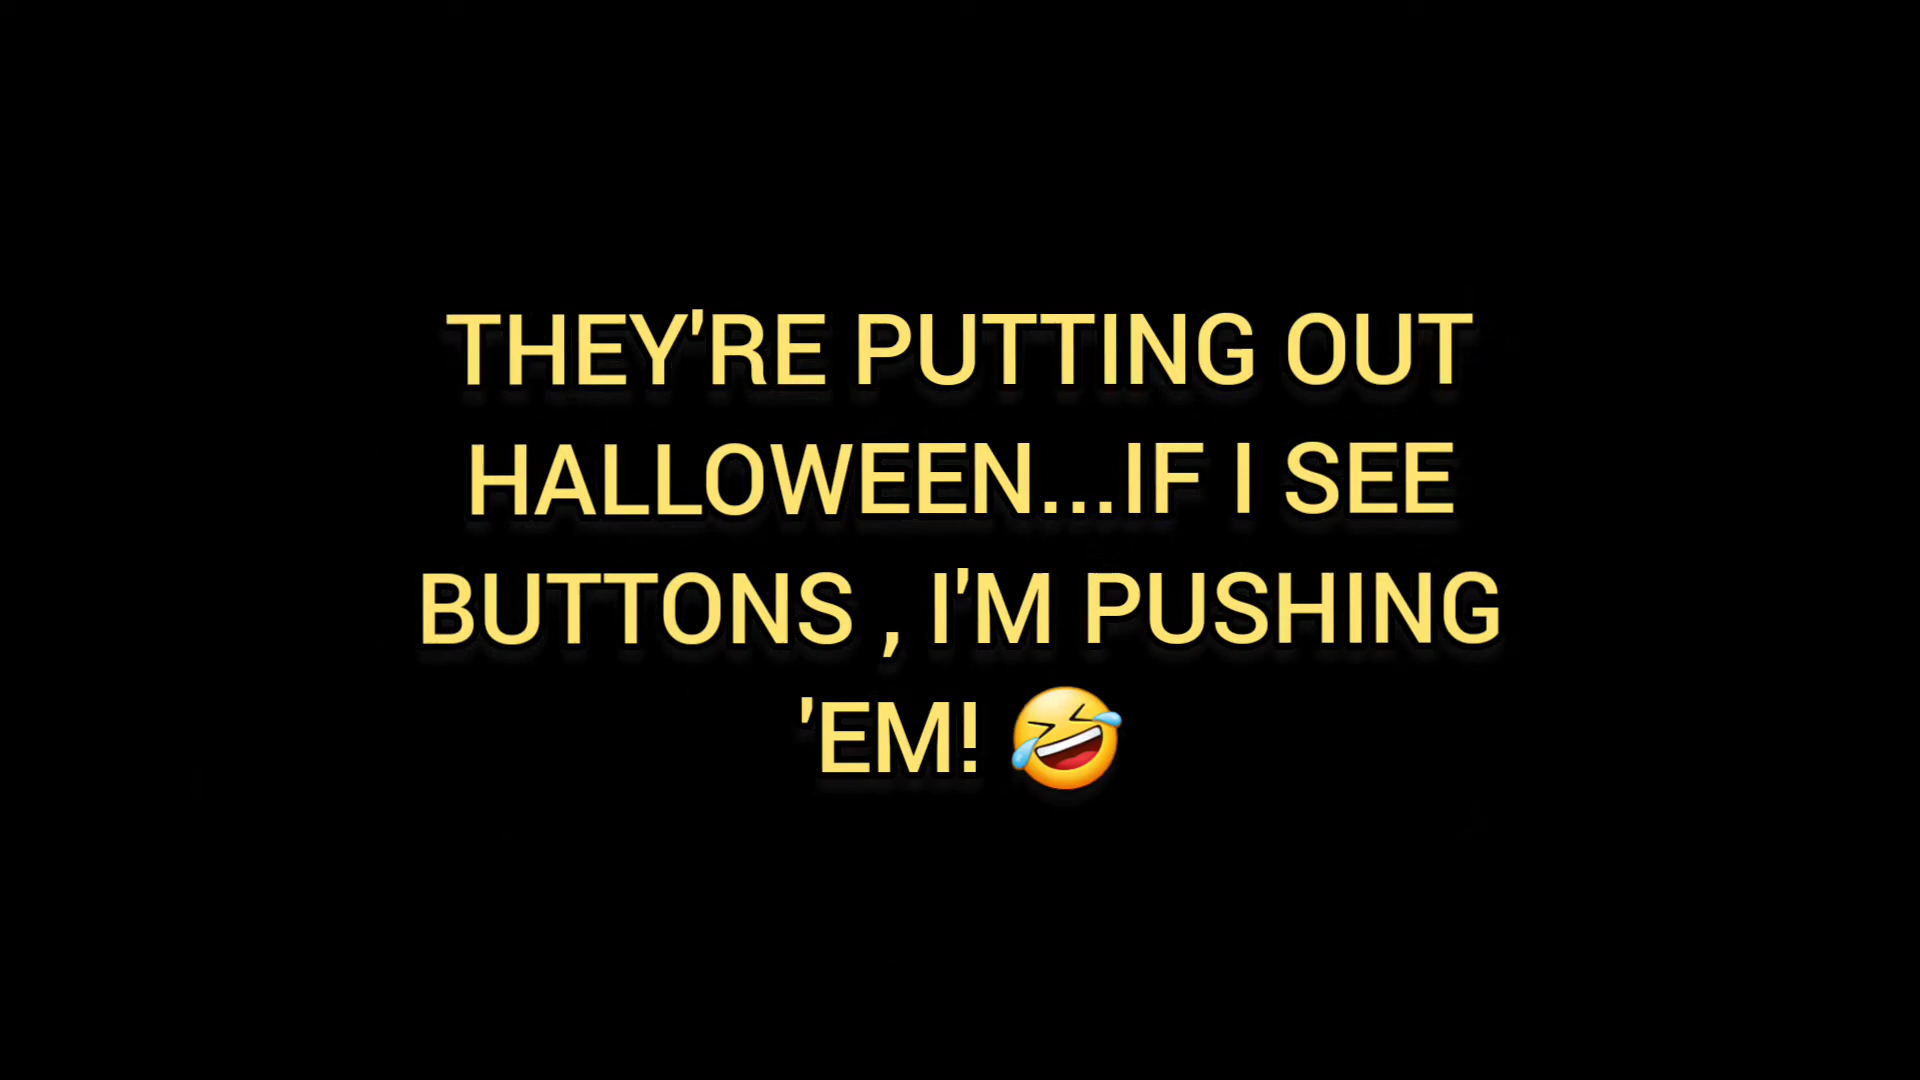 THEY'RE PUTTING OUT
HALLOWEEN...IF I SEE
BUTTONS , I'M PUSHING
'EM! 🤣